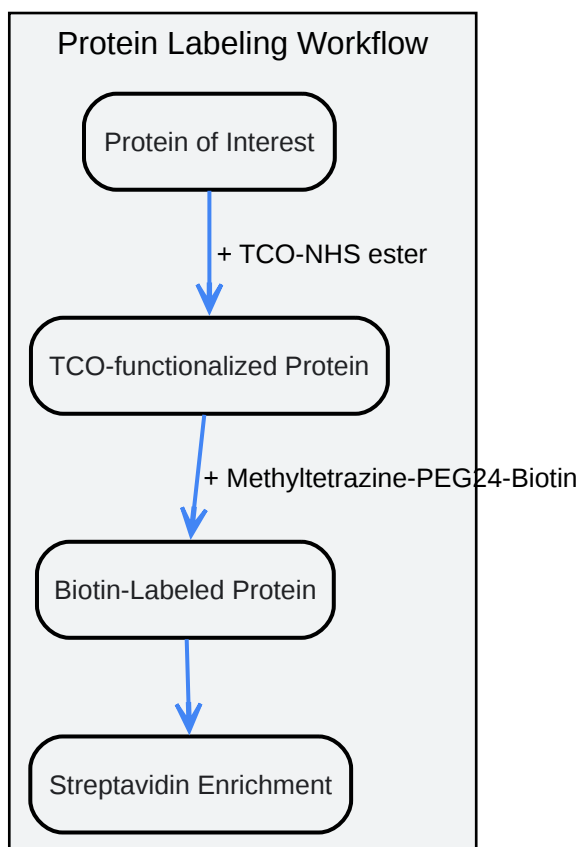 Protein Labeling Workflow
Protein of Interest
+ TCO-NHS ester
TCO-functionalized Protein
+ Methyltetrazine-PEG24-Biotin
Biotin-Labeled Protein
Streptavidin Enrichment